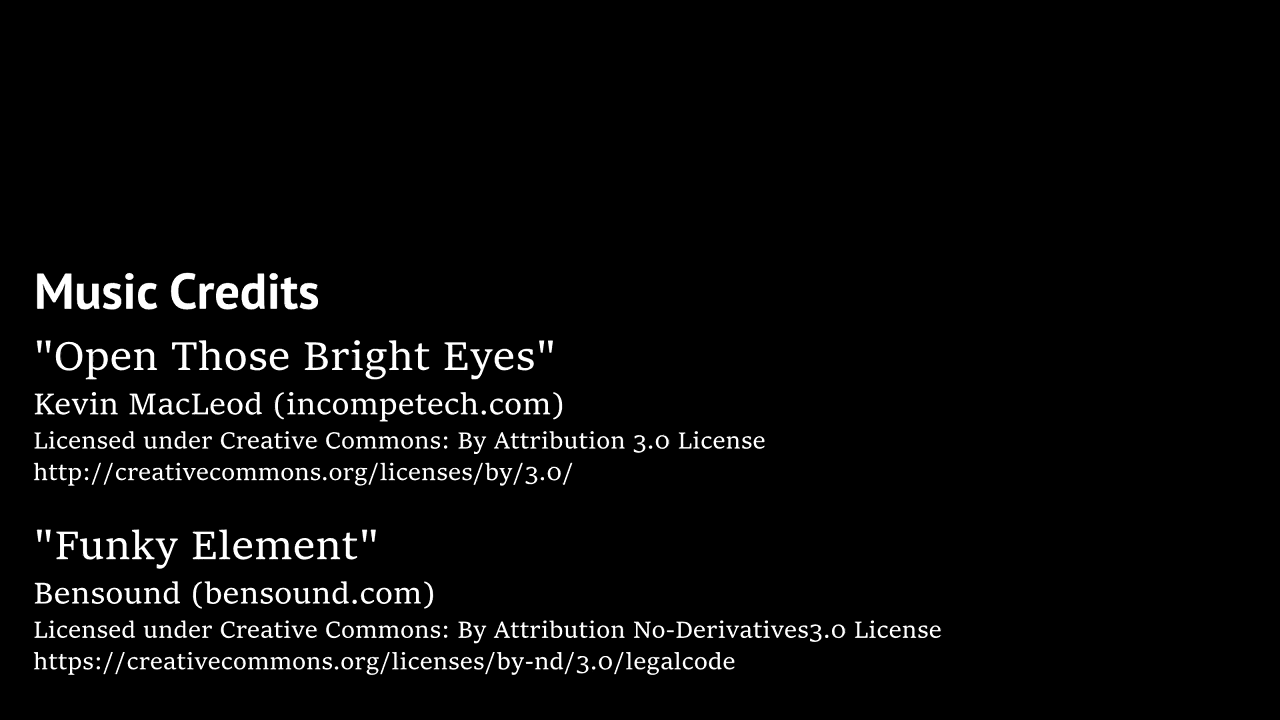 Music Credits
"Open Those Bright Eyes"
Kevin MacLeod (incompetech.com)
Licensed under Creative Commons: By Attribution 3.0 License
http://creativecommons.org/licenses/by/3.0/
"Funky Element"
Bensound (bensound.com)
Licensed under Creative Commons: By Attribution No-Derivatives3.0 License
https://creativecommons.org/licenses/by-nd/3.0/legalcode